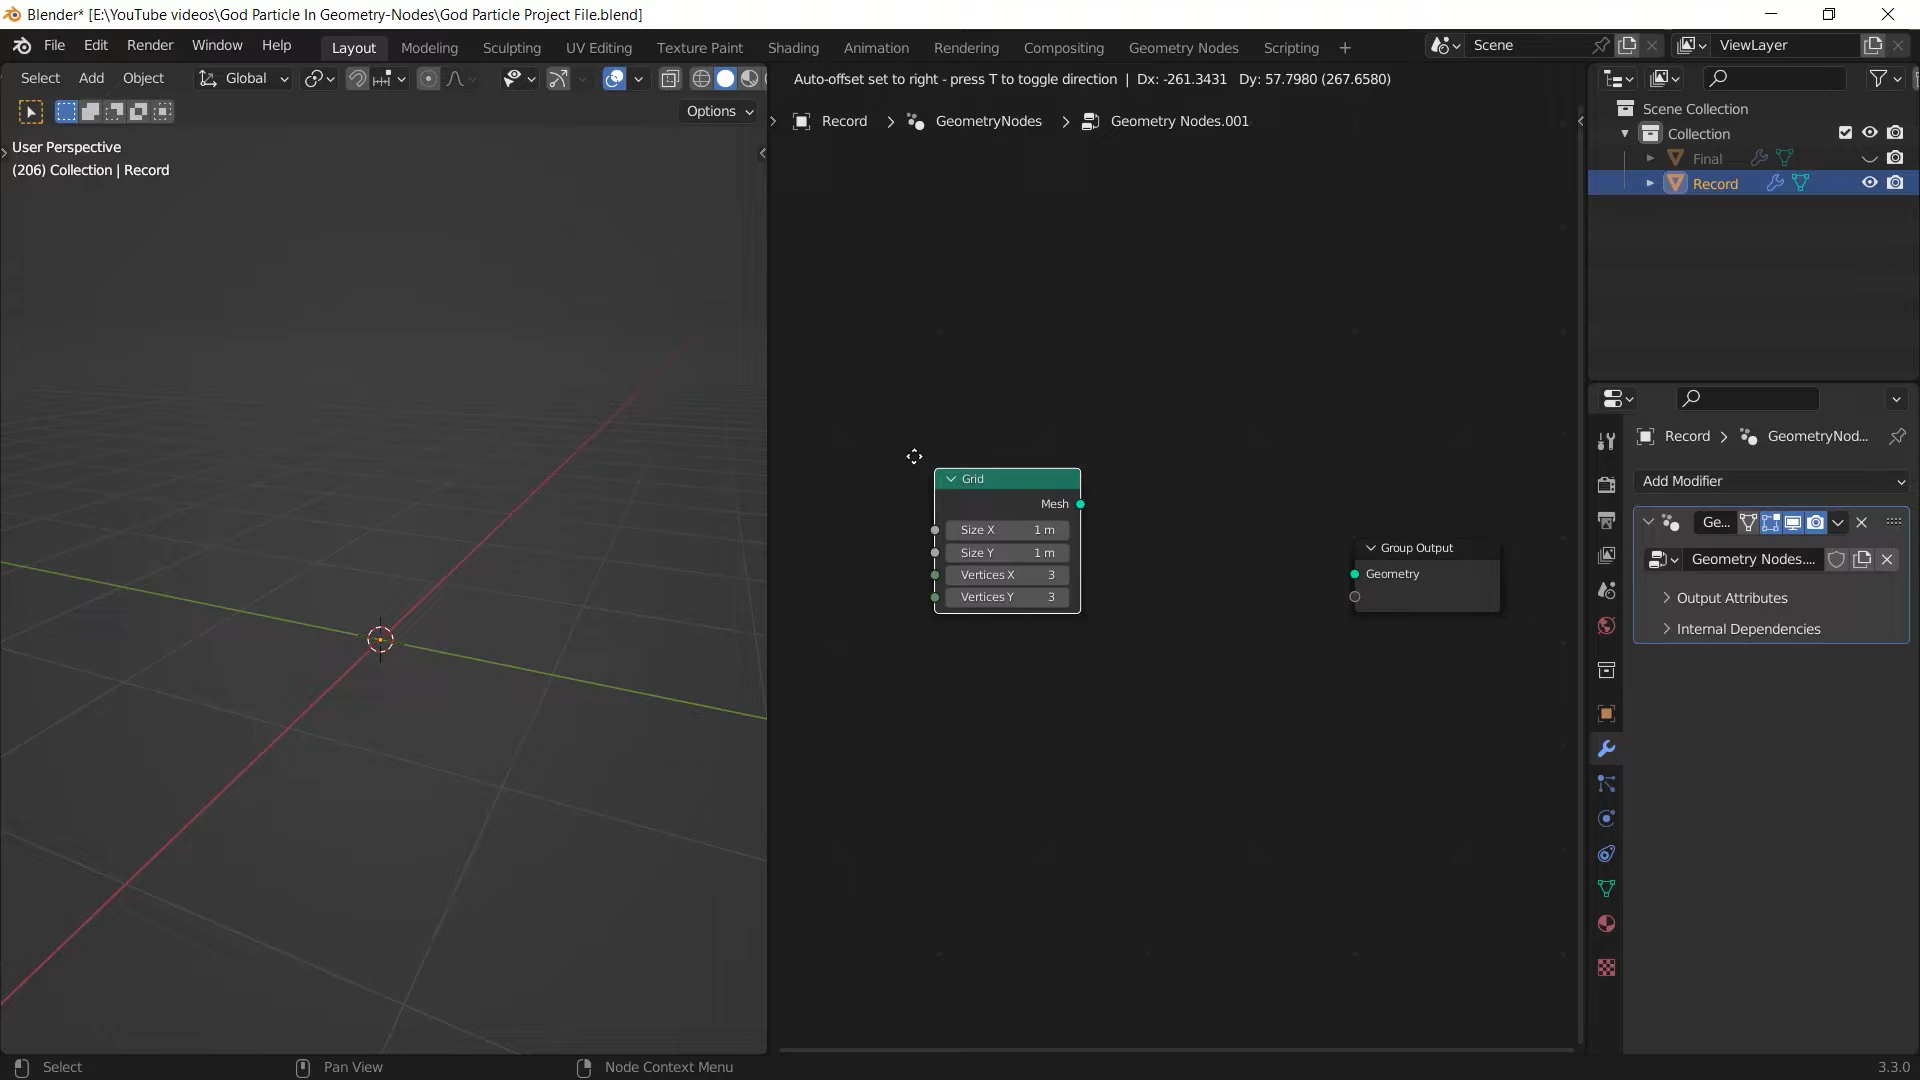 Blender* [E:\YouTube videos\God Particle In Geometry-Nodes\God Particle Project File.blend]
File Edit Render Window Help Layout Modeling Sculpting UV Editing Texture Paint Shading Animation Rendering Compositing Geometry Nodes Scripting + Scene ViewLayer
Select Add Object Global Auto-offset set to right - press T to toggle direction | Dx: -261.3431 Dy: 57.7980 (267.6580)
Options
Record > GeometryNodes > Geometry Nodes.001
Scene Collection
Collection
Final
Record
User Perspective
(206) Collection | Record
Grid
Mesh
Size X 1 m
Size Y 1 m
Vertices X 3
Vertices Y 3
Group Output
Geometry
Record > GeometryNod...
Add Modifier
Ge...
Geometry Nodes....
Output Attributes
Internal Dependencies
Select Pan View Node Context Menu 3.3.0